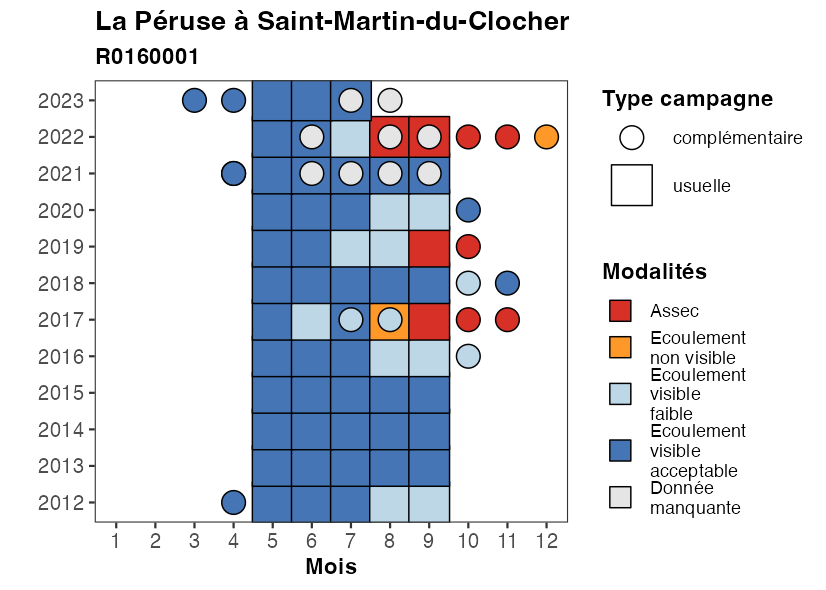 La Péruse à Saint-Martin-du-Clocher
R0160001
2023
2022
2021
2020
2019
2018
2017
2016
2015
2014
2013
2012
1 2 3 4 5 6 7 8 9 10 11 12
Mois
Type campagne
complémentaire
usuelle
Modalités
Assec
Ecoulement
non visible
Ecoulement
visible
faible
Ecoulement
visible
acceptable
Donnée
manquante